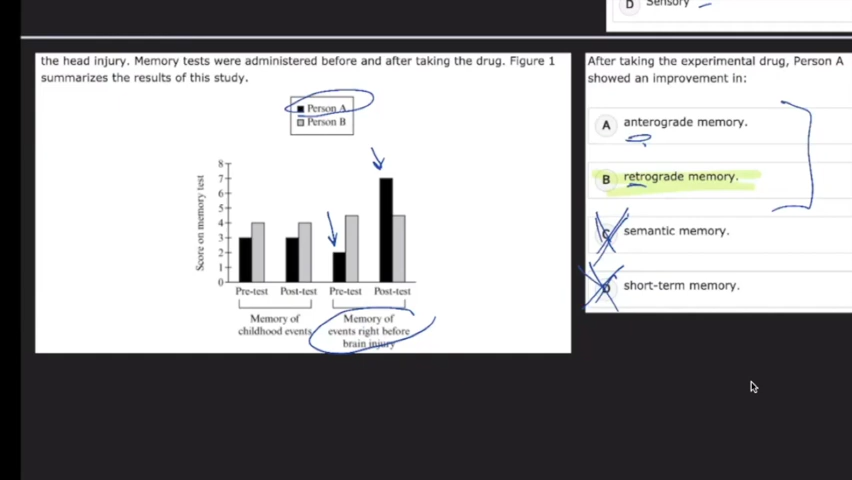 D Sensory
the head injury. Memory tests were administered before and after taking the drug. Figure 1
summarizes the results of this study.
Person A
Person B
Score on memory test
8
7
6
5
4
3
2
1
0
Pre-test Post-test Pre-test Post-test
Memory of
childhood events
Memory of
events right before
brain injury
After taking the experimental drug, Person A
showed an improvement in:
A anterograde memory.
B retrograde memory.
C semantic memory.
D short-term memory.